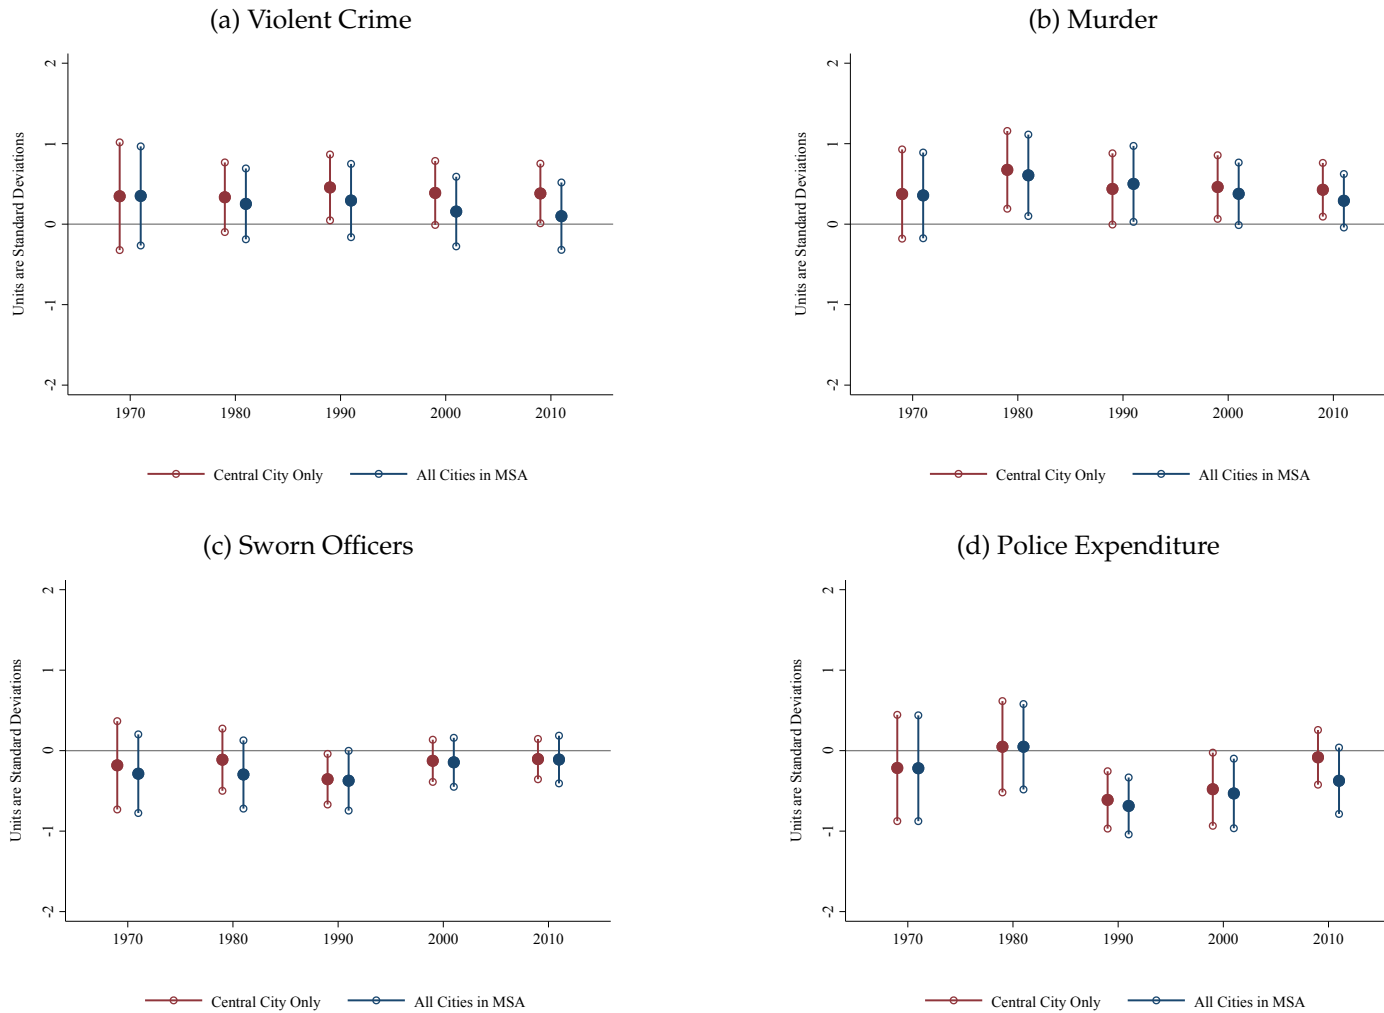 (a) Violent Crime
Units are Standard Deviations
2
1
0
-1
-2
1970 1980 1990 2000 2010
Central City Only All Cities in MSA
(b) Murder
Units are Standard Deviations
2
1
0
-1
-2
1970 1980 1990 2000 2010
Central City Only All Cities in MSA
(c) Sworn Officers
Units are Standard Deviations
2
1
0
-1
-2
1970 1980 1990 2000 2010
Central City Only All Cities in MSA
(d) Police Expenditure
Units are Standard Deviations
2
1
0
-1
-2
1970 1980 1990 2000 2010
Central City Only All Cities in MSA